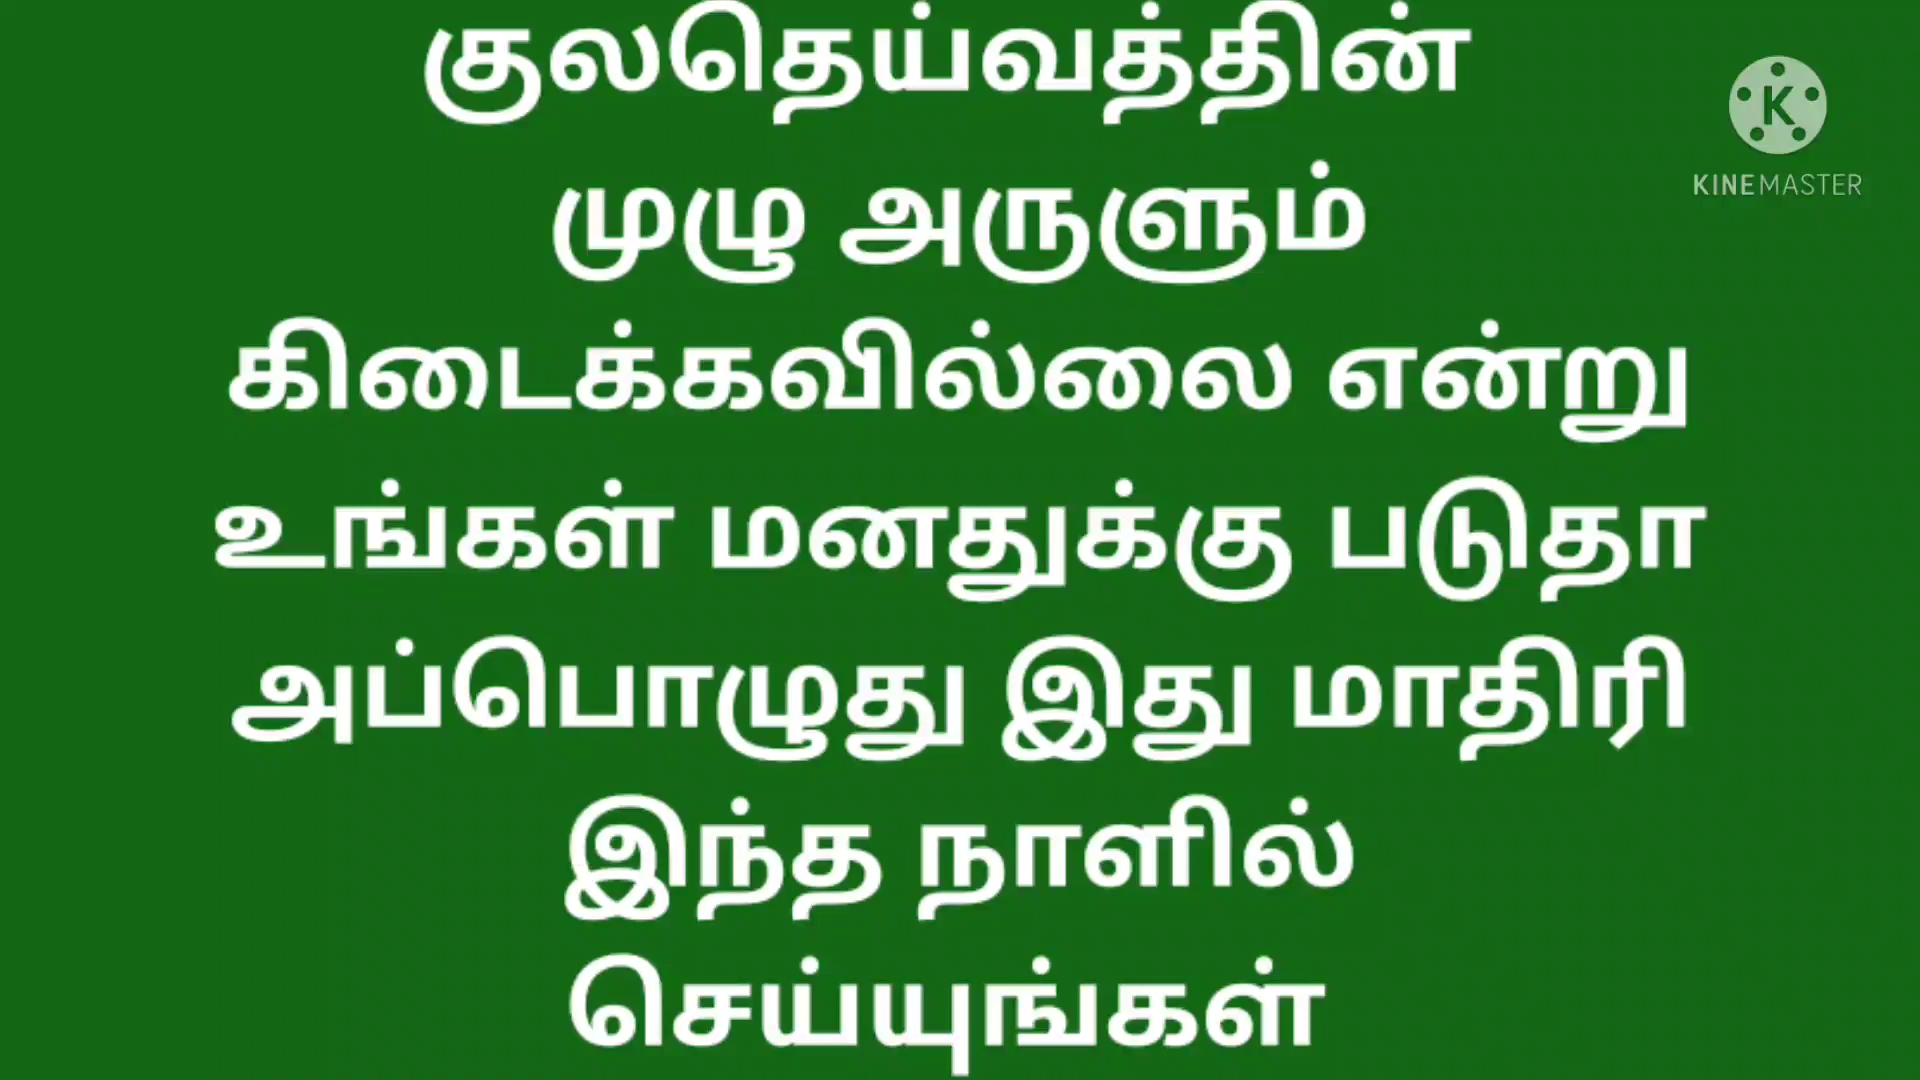 குலதெய்வத்தின்
முழு அருளும்
கிடைக்கவில்லை என்று
உங்கள் மனதுக்கு படுதா
அப்பொழுது இது மாதிரி
இந்த நாளில்
செய்யுங்கள்
K
KINEMASTER